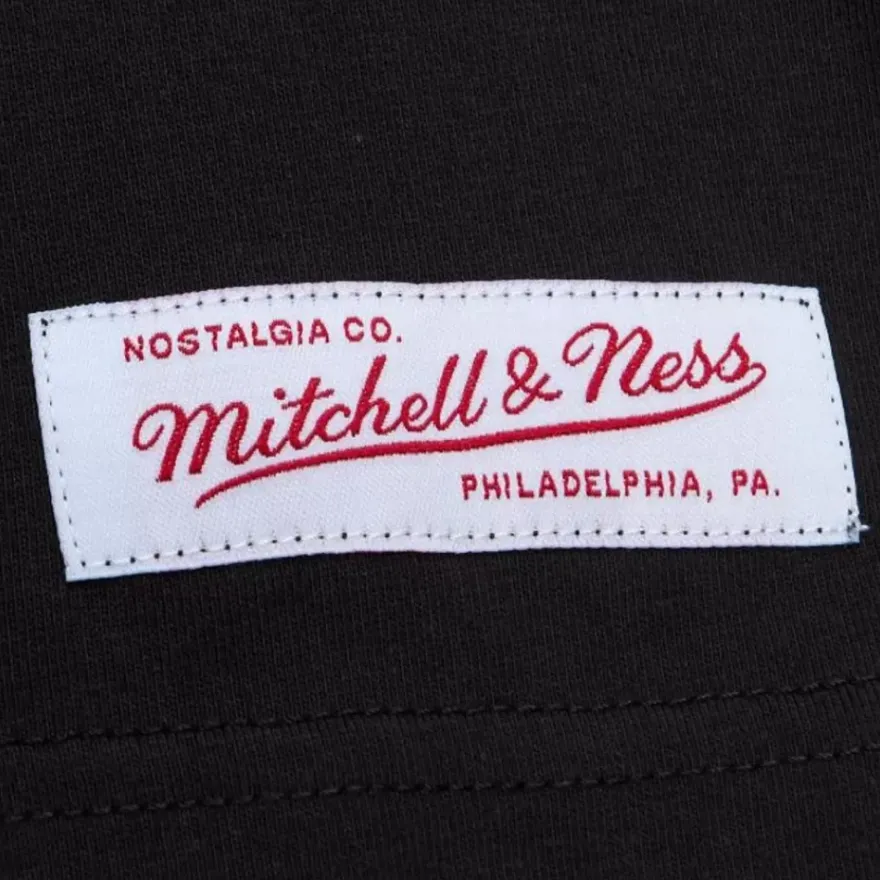 NOSTALGIA CO.
Mitchell & Ness
PHILADELPHIA, PA.